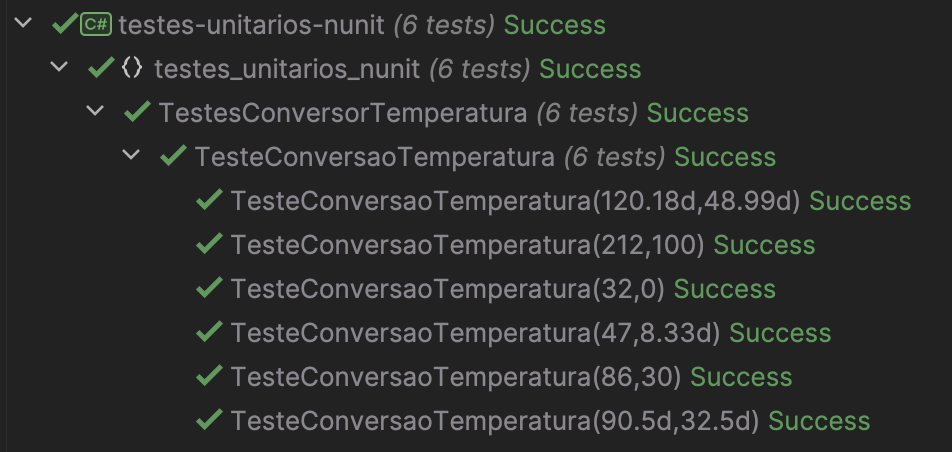 C# testes-unitarios-nunit (6 tests) Success
{} testes_unitarios_nunit (6 tests) Success
TestesConversorTemperatura (6 tests) Success
TesteConversaoTemperatura (6 tests) Success
TesteConversaoTemperatura(120.18d,48.99d) Success
TesteConversaoTemperatura(212,100) Success
TesteConversaoTemperatura(32,0) Success
TesteConversaoTemperatura(47,8.33d) Success
TesteConversaoTemperatura(86,30) Success
TesteConversaoTemperatura(90.5d,32.5d) Success